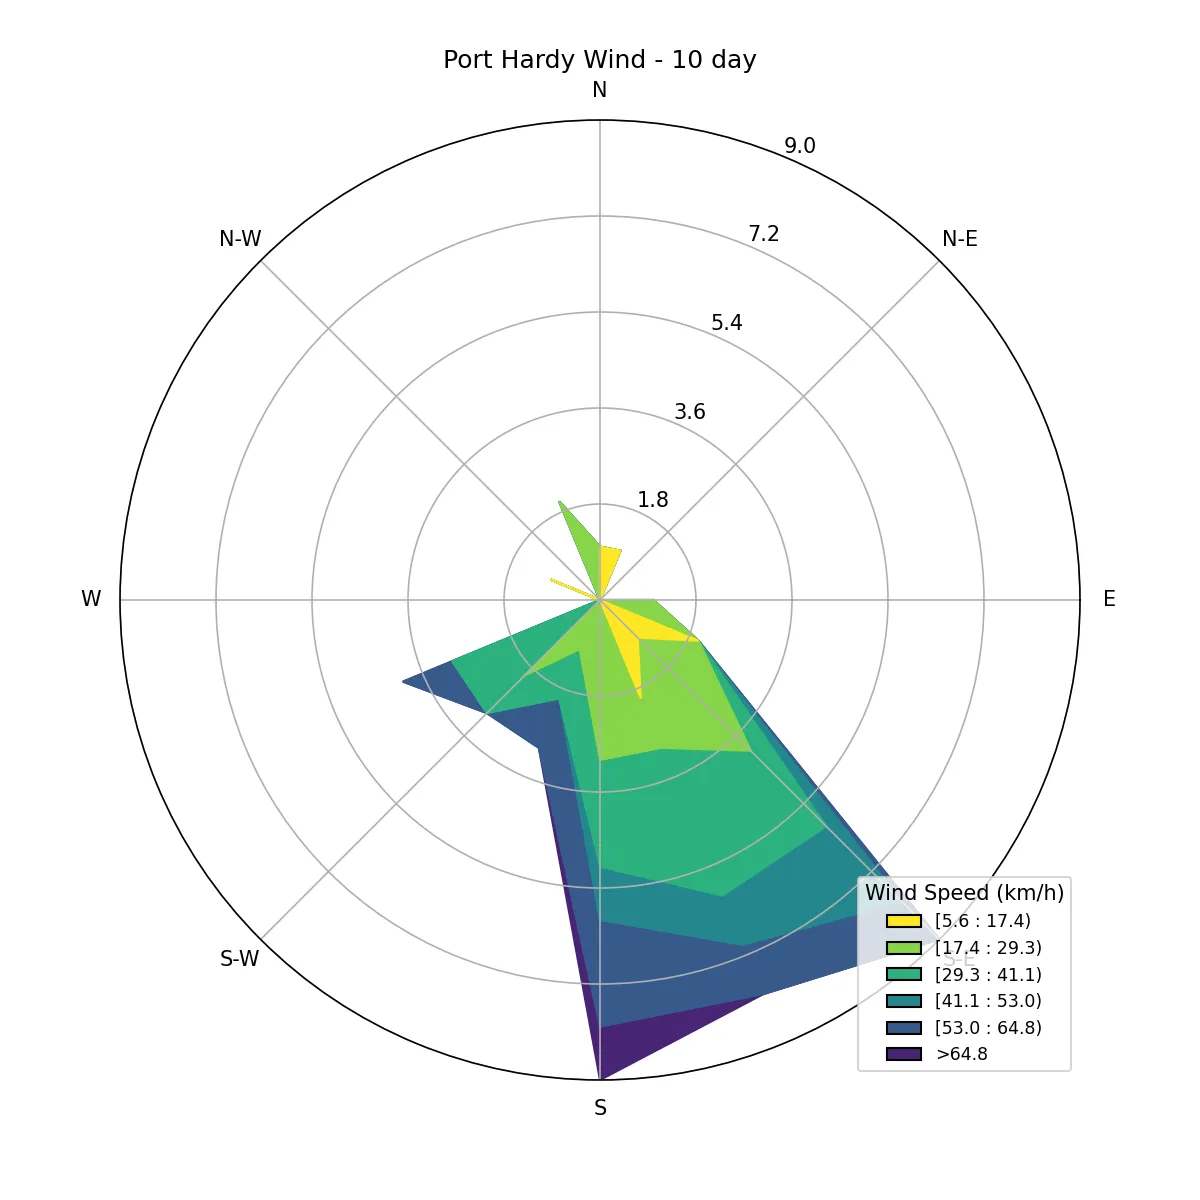 Port Hardy Wind - 10 day
N
9.0
N-W
7.2
N-E
5.4
3.6
1.8
W
E
Wind Speed (km/h)
[5.6 : 17.4)
[17.4 : 29.3)
S-W
S-E
[29.3 : 41.1)
[41.1 : 53.0)
[53.0 : 64.8)
>64.8
S